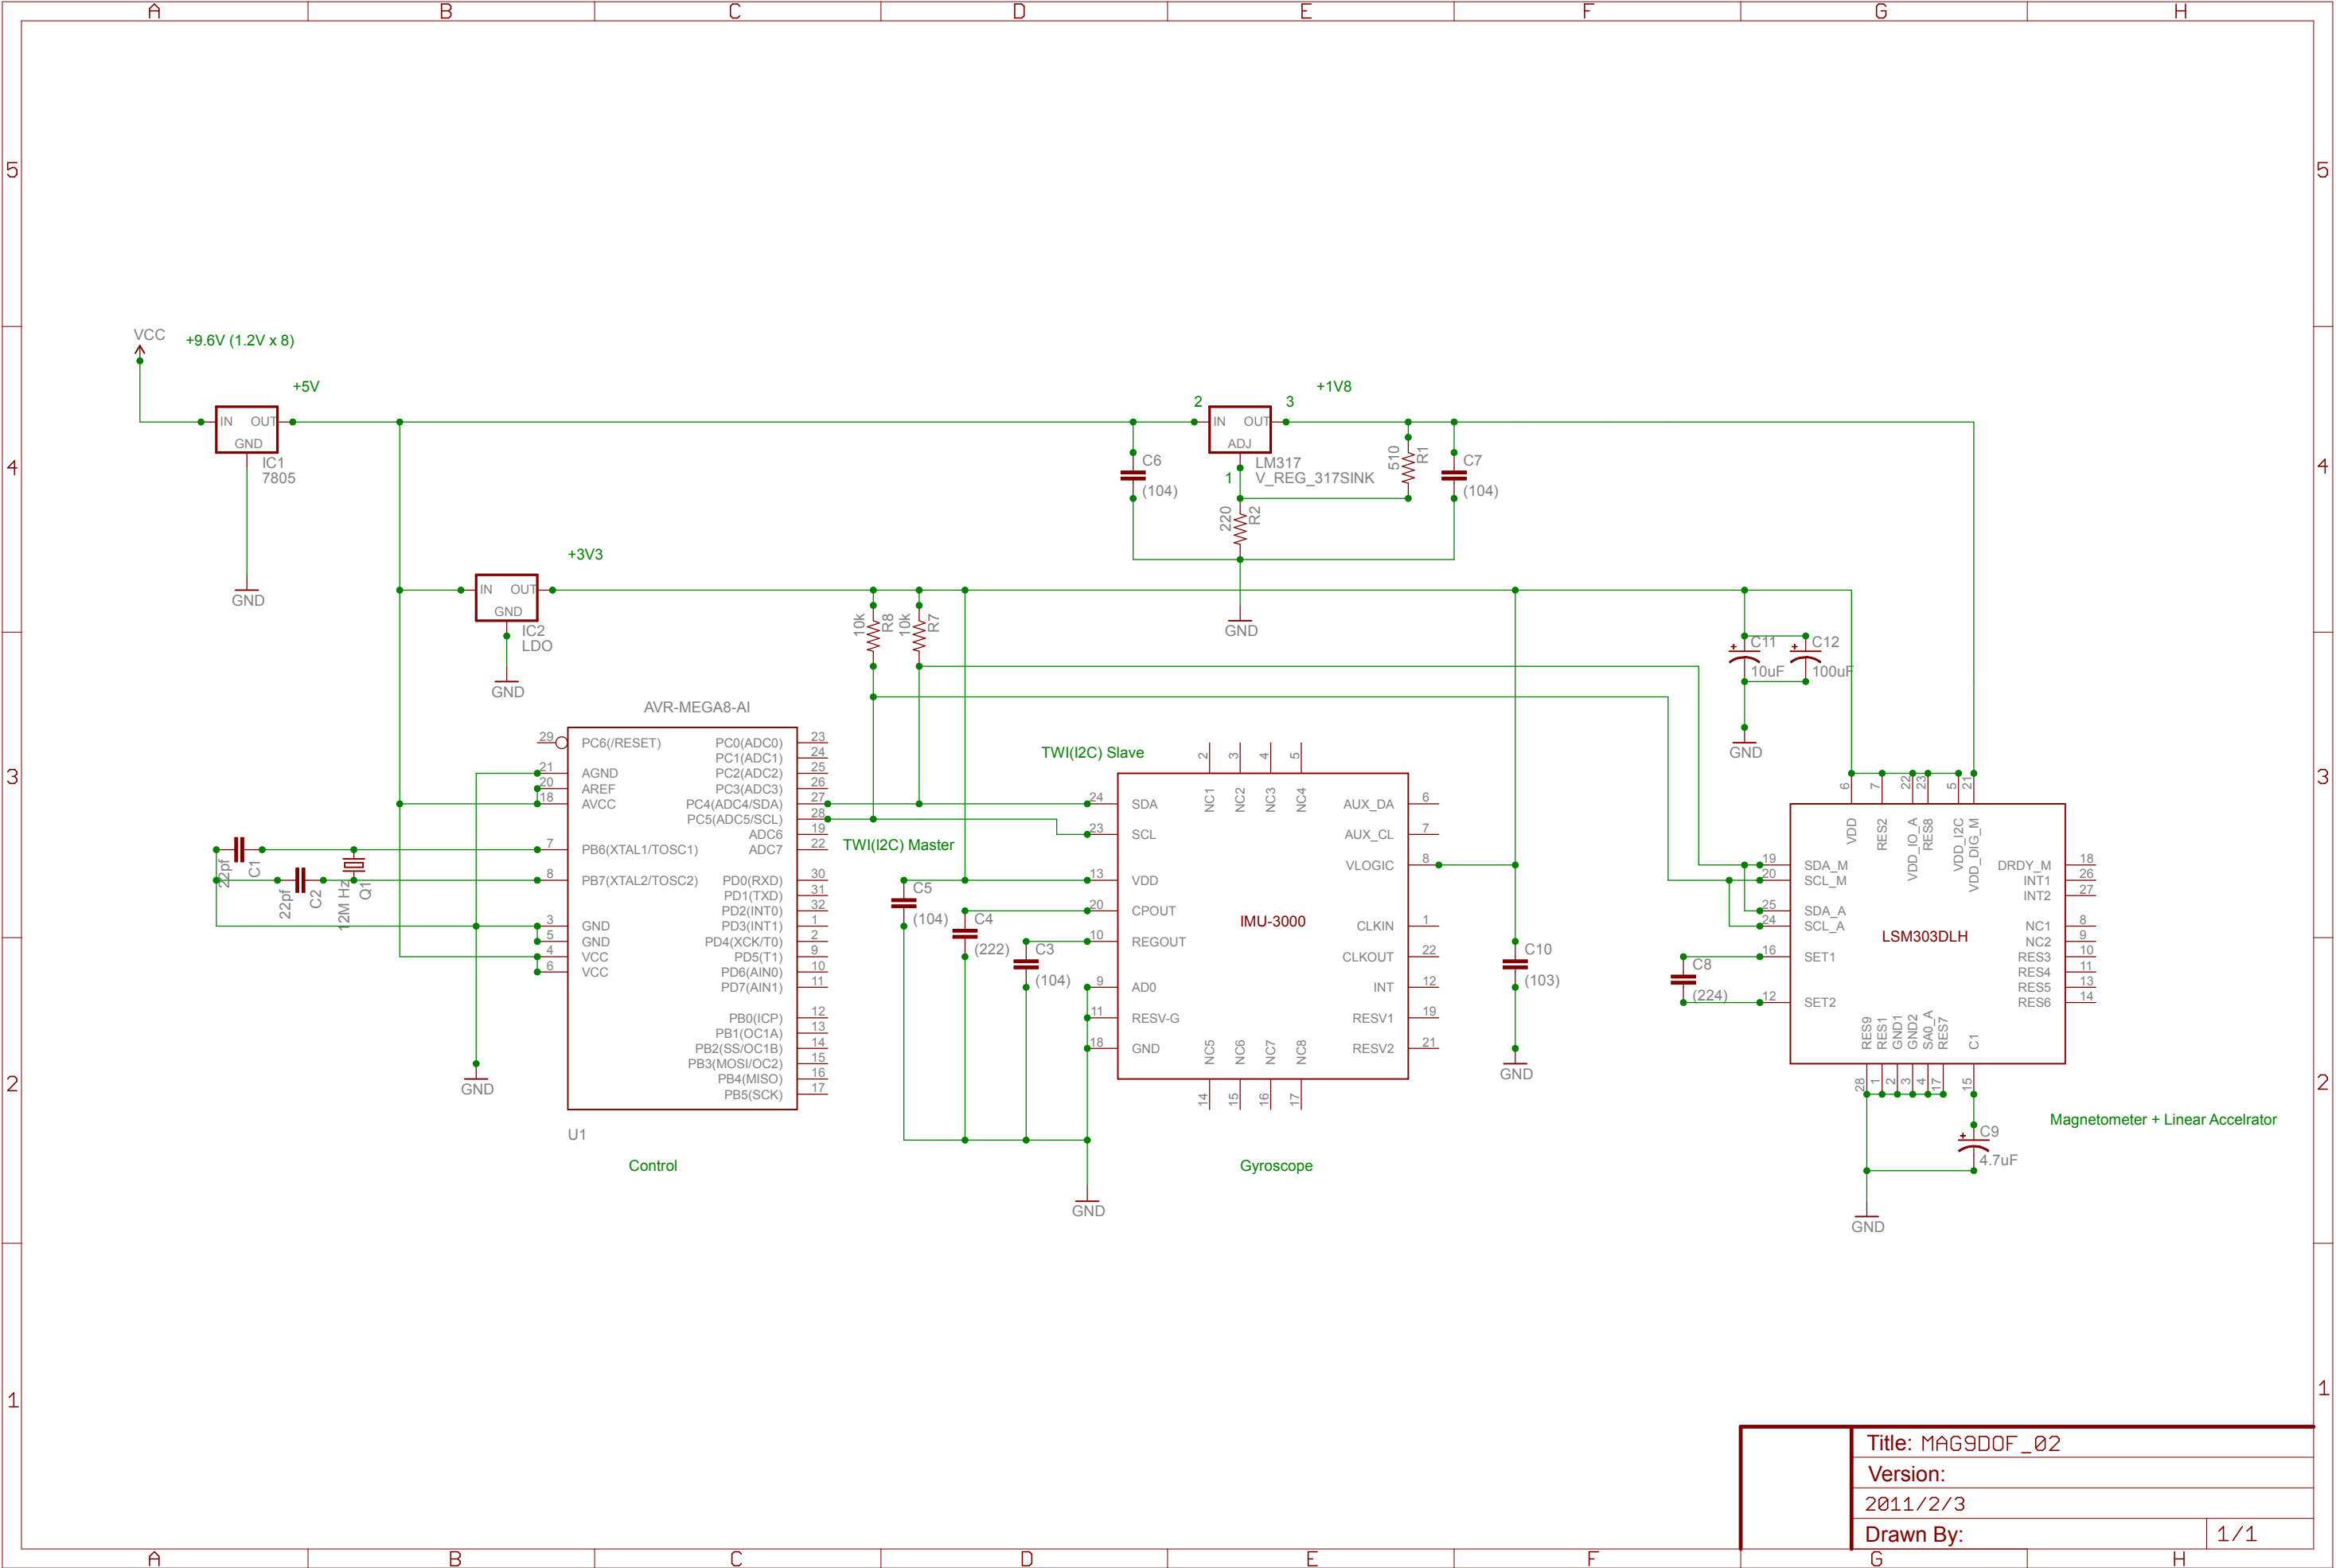 A B C D E F G H
5 5
VCC +9.6V (1.2V x 8)
+5V
IN OUT
GND
IC1
7805
GND
+1V8
2 3
IN OUT
ADJ
1
LM317
V_REG_317SINK
C6
(104)
510
R1
C7
(104)
220
R2
GND
4 4
+3V3
IN OUT
GND
IC2
LDO
GND
10k
R8
10k
R7
C11
10uF
C12
100uF
GND
3 3
AVR-MEGA8-AI
29 PC6(/RESET)
21 AGND
20 AREF
18 AVCC
7 PB6(XTAL1/TOSC1)
8 PB7(XTAL2/TOSC2)
3 GND
5 GND
4 VCC
6 VCC
PC0(ADC0) 23
PC1(ADC1) 24
PC2(ADC2) 25
PC3(ADC3) 26
PC4(ADC4/SDA) 27
PC5(ADC5/SCL) 28
ADC6 19
ADC7 22
PD0(RXD) 30
PD1(TXD) 31
PD2(INT0) 32
PD3(INT1) 1
PD4(XCK/T0) 2
PD5(T1) 9
PD6(AIN0) 10
PD7(AIN1) 11
PB0(ICP) 12
PB1(OC1A) 13
PB2(SS/OC1B) 14
PB3(MOSI/OC2) 15
PB4(MISO) 16
PB5(SCK) 17
U1
Control
22pf
C1
22pf
C2
12M Hz
Q1
GND
TWI(I2C) Master
TWI(I2C) Slave
C5
(104)
C4
(222)
C3
(104)
GND
2 3 4 5
NC1 NC2 NC3 NC4
24 SDA
23 SCL
13 VDD
20 CPOUT
10 REGOUT
9 AD0
11 RESV-G
18 GND
IMU-3000
AUX_DA 6
AUX_CL 7
VLOGIC 8
CLKIN 1
CLKOUT 22
INT 12
RESV1 19
RESV2 21
NC5 NC6 NC7 NC8
14 15 16 17
Gyroscope
C10
(103)
GND
C8
(224)
6 7 22 23 5 21
VDD RES2 VDD_IO_A RES8 VDD_I2C VDD_DIG_M
19 SDA_M
20 SCL_M
25 SDA_A
24 SCL_A
16 SET1
12 SET2
LSM303DLH
DRDY_M 18
INT1 26
INT2 27
NC1 8
NC2 9
RES3 10
RES4 11
RES5 13
RES6 14
RES9 RES1 GND1 GND2 SA0_A RES7 C1
28 1 2 3 4 17 15
C9
4.7uF
GND
Magnetometer + Linear Accelrator
2 2
1 1
Title: MAG9DOF_02
Version:
2011/2/3
Drawn By: 1/1
A B C D E F G H